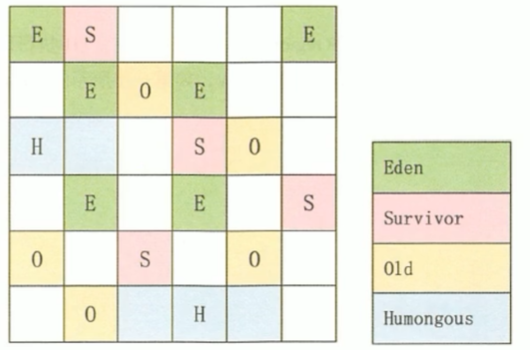 E S E
E O E
H S O
E E S
O S O
O H
Eden
Survivor
Old
Humongous